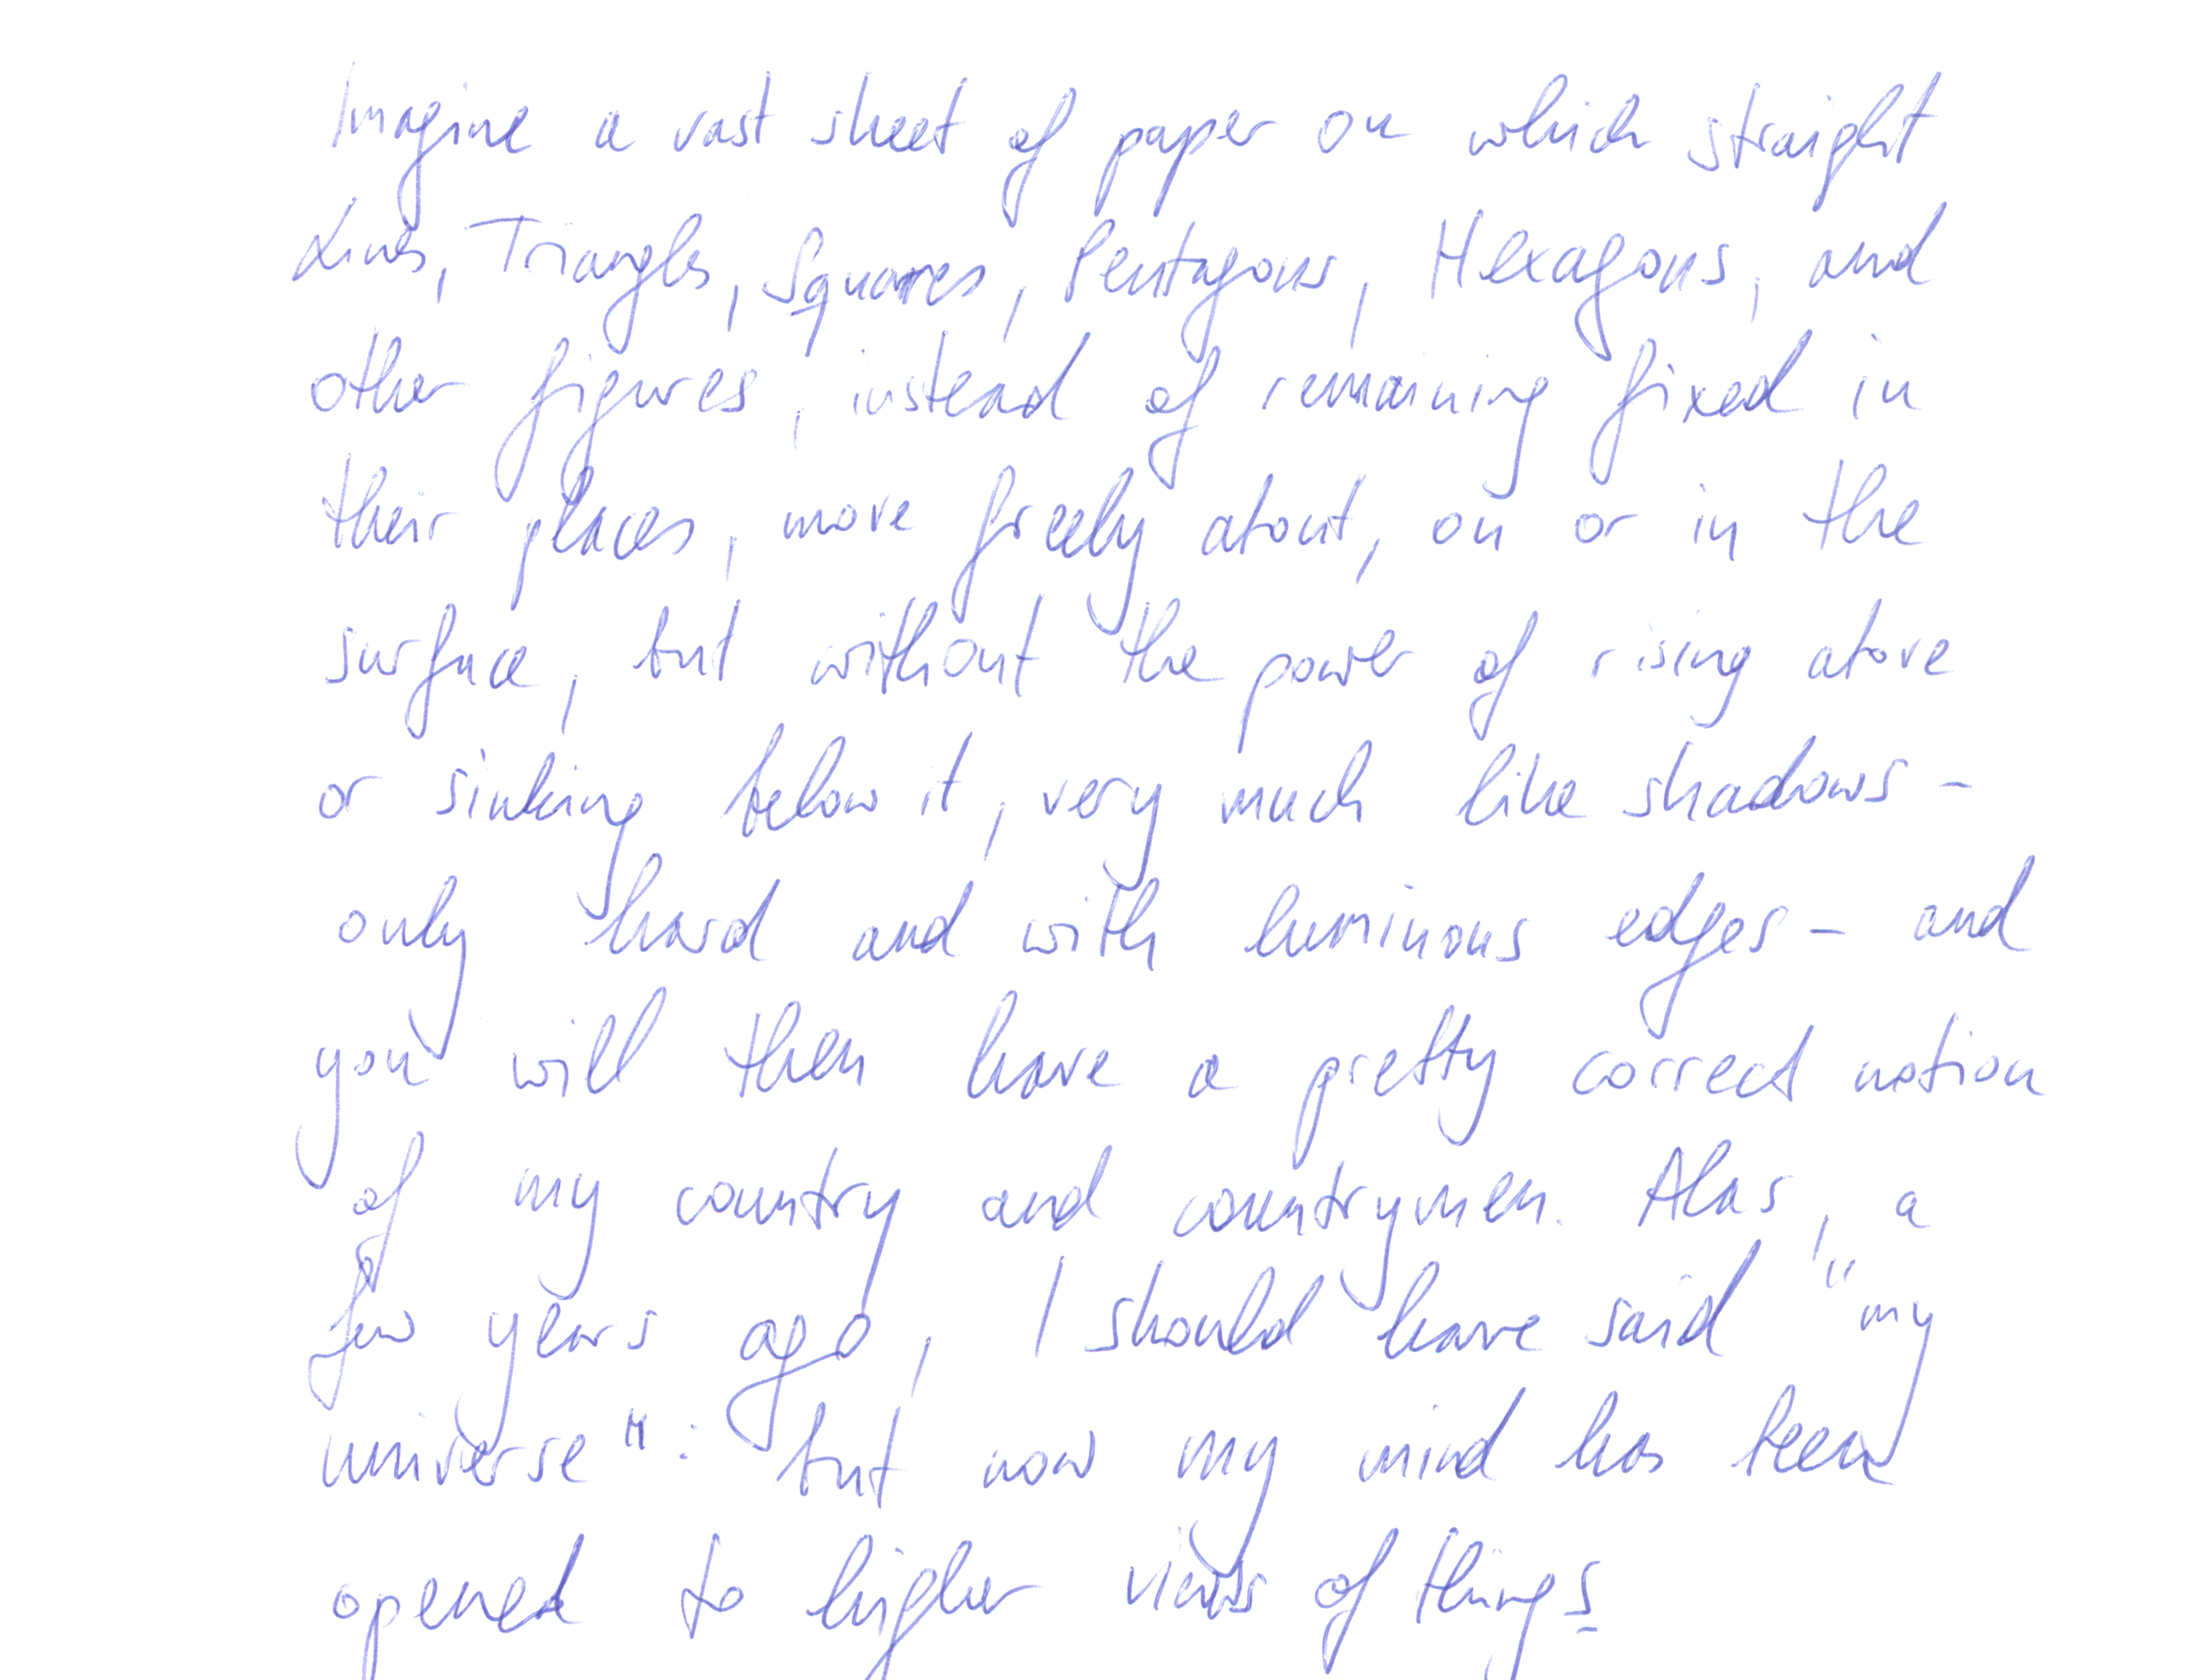 Imagine a vast sheet of paper on which straight
Lines, Triangles, Squares, Pentagons, Hexagons, and
other figures, instead of remaining fixed in
their places, move freely about, on or in the
surface, but without the power of rising above
or sinking below it, very much like shadows -
only hard and with luminous edges - and
you will then have a pretty correct notion
of my country and countrymen. Alas, a
few years ago, I should have said "my
universe": but now my mind has been
opened to higher views of things